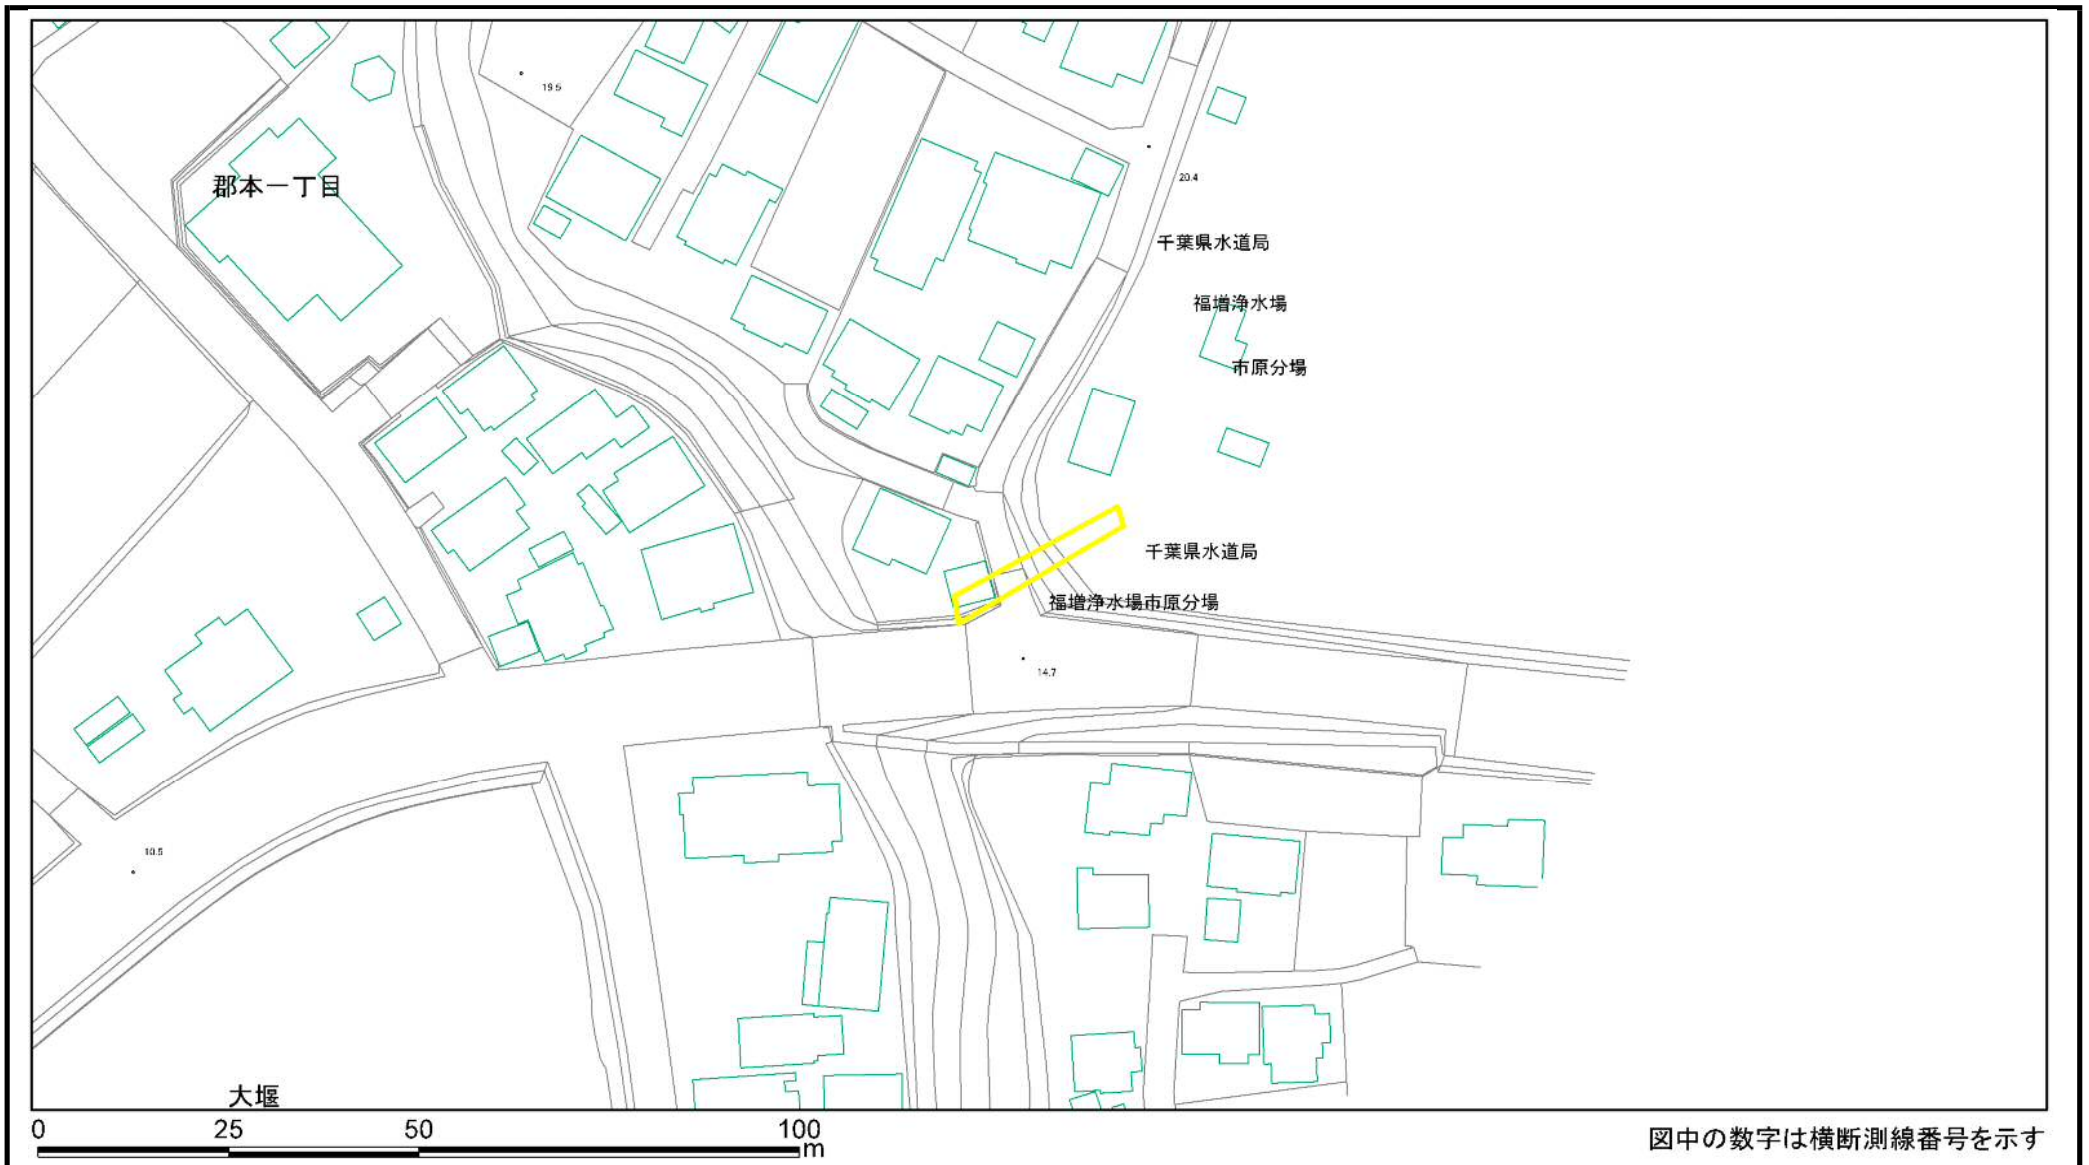 19.5
郡本一丁目
20.4
千葉県水道局
福増浄水場
市原分場
千葉県水道局
福増浄水場市原分場
14.7
10.5
大堰
0 25 50 100
m
図中の数字は横断測線番号を示す